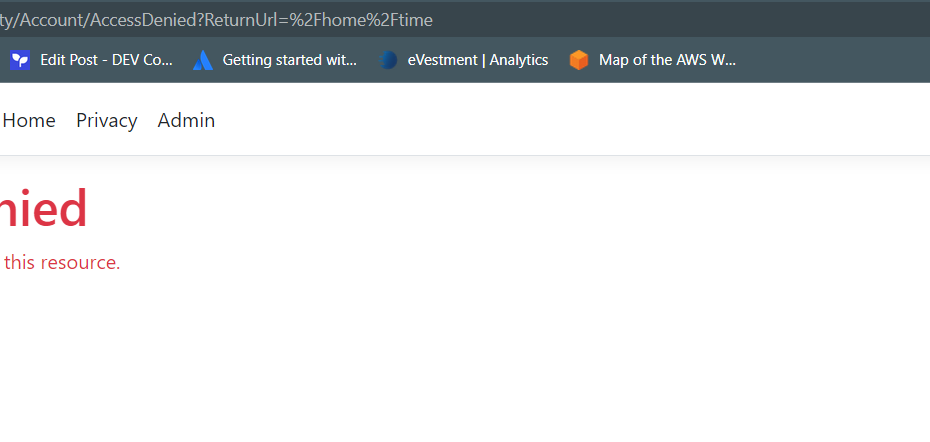 ty/Account/AccessDenied?ReturnUrl=%2Fhome%2Ftime
Edit Post - DEV Co... Getting started wit... eVestment | Analytics Map of the AWS W...
Home Privacy Admin
nied
this resource.